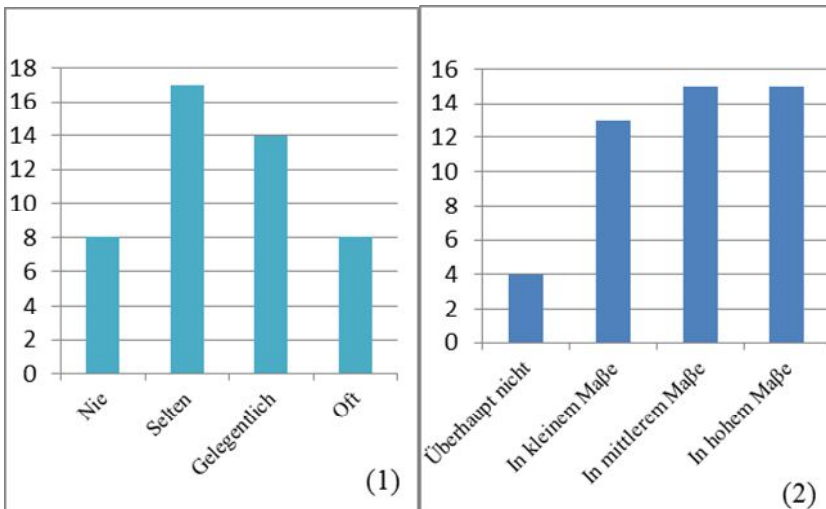 18
16
14
12
10
8
6
4
2
0
Nie
Selten
Gelegentlich
Oft
(1)
16
14
12
10
8
6
4
2
0
Überhaupt nicht
In kleinem Maße
In mittlerem Maße
In hohem Maße
(2)